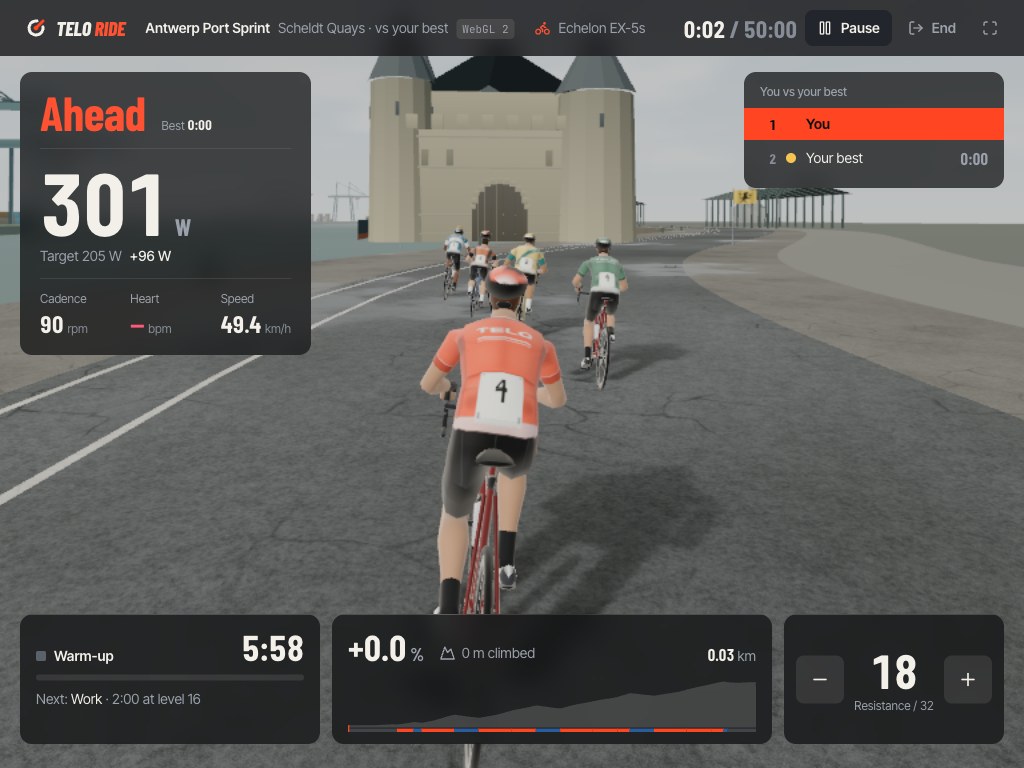 TELO RIDE Antwerp Port Sprint Scheldt Quays · vs your best WebGL 2 Echelon EX-5s 0:02 / 50:00 Pause End
Ahead Best 0:00
301 W
Target 205 W +96 W
Cadence Heart Speed
90 rpm — bpm 49.4 km/h
You vs your best
1 You
2 Your best 0:00
TELO
4
Warm-up 5:58
Next: Work · 2:00 at level 16
+0.0 % 0 m climbed 0.03 km
− 18 +
Resistance / 32